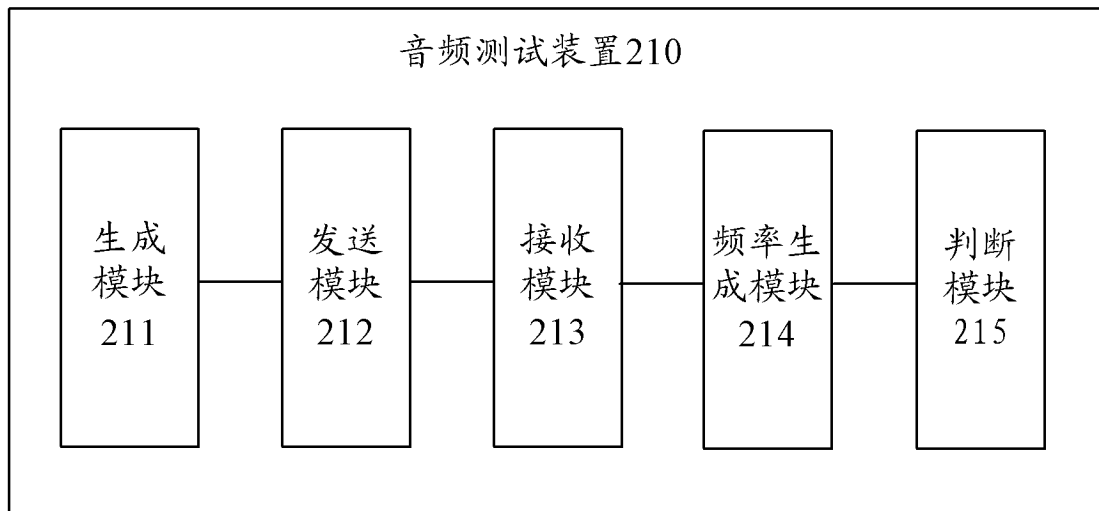 音频测试装置210
生成
模块
211
发送
模块
212
接收
模块
213
频率生
成模块
214
判断
模块
215